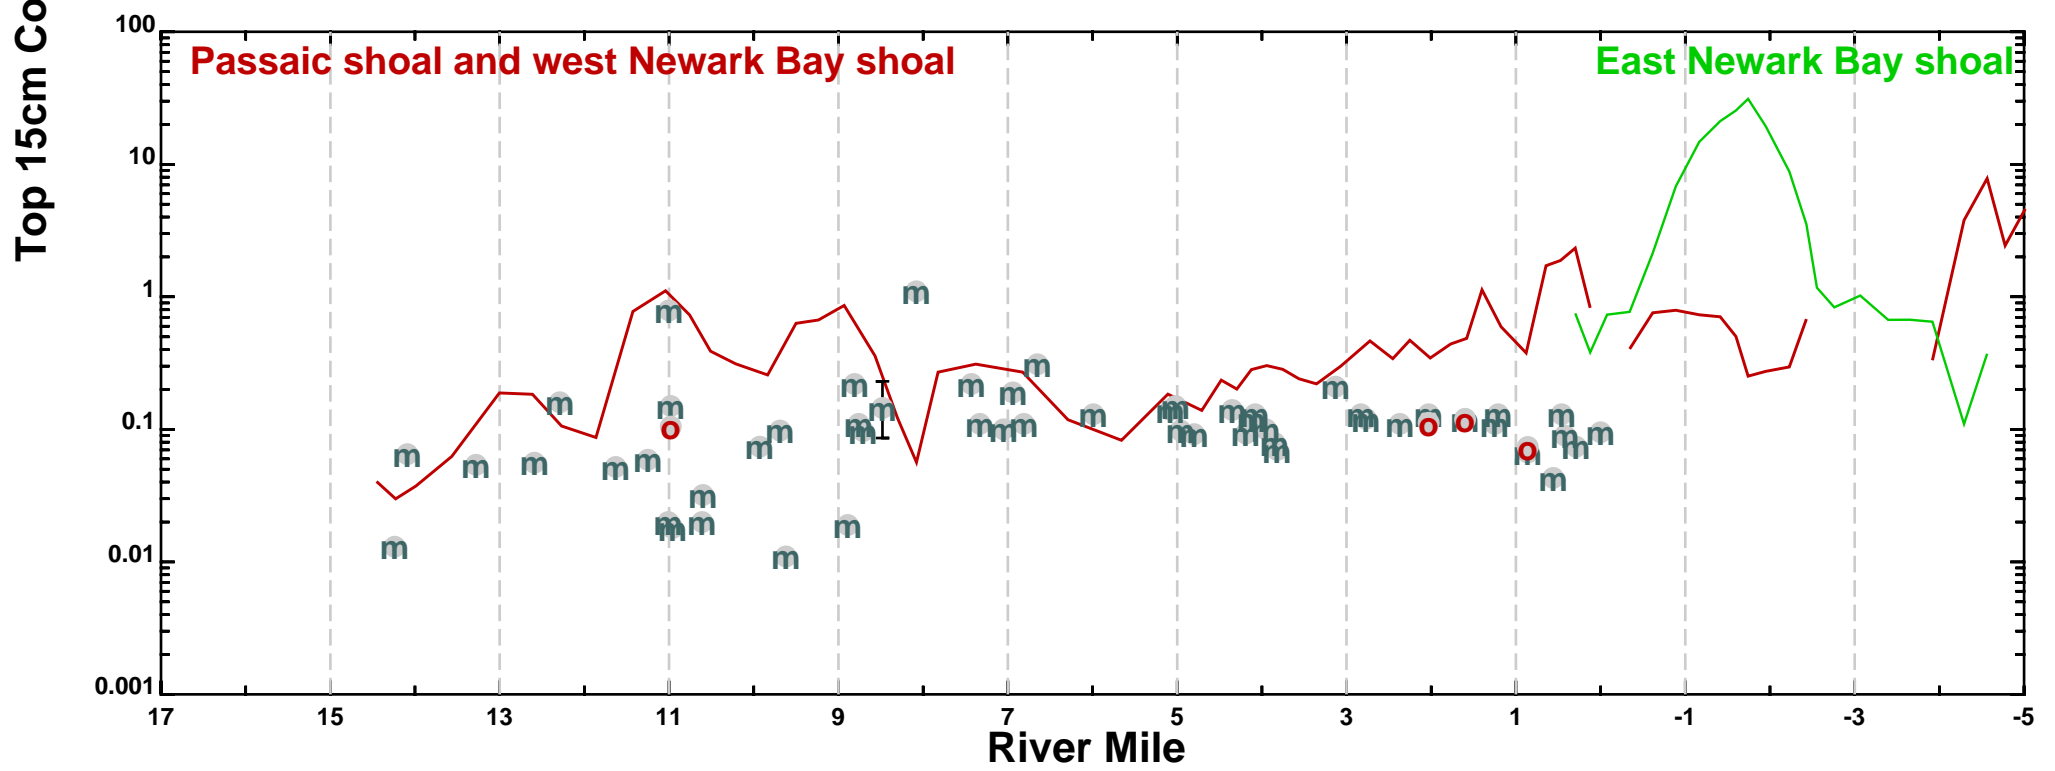 Top 15cm Co
Passaic shoal and west Newark Bay shoal
East Newark Bay shoal
100
10
1
0.1
0.01
0.001
17 15 13 11 9 7 5 3 1 -1 -3 -5
River Mile